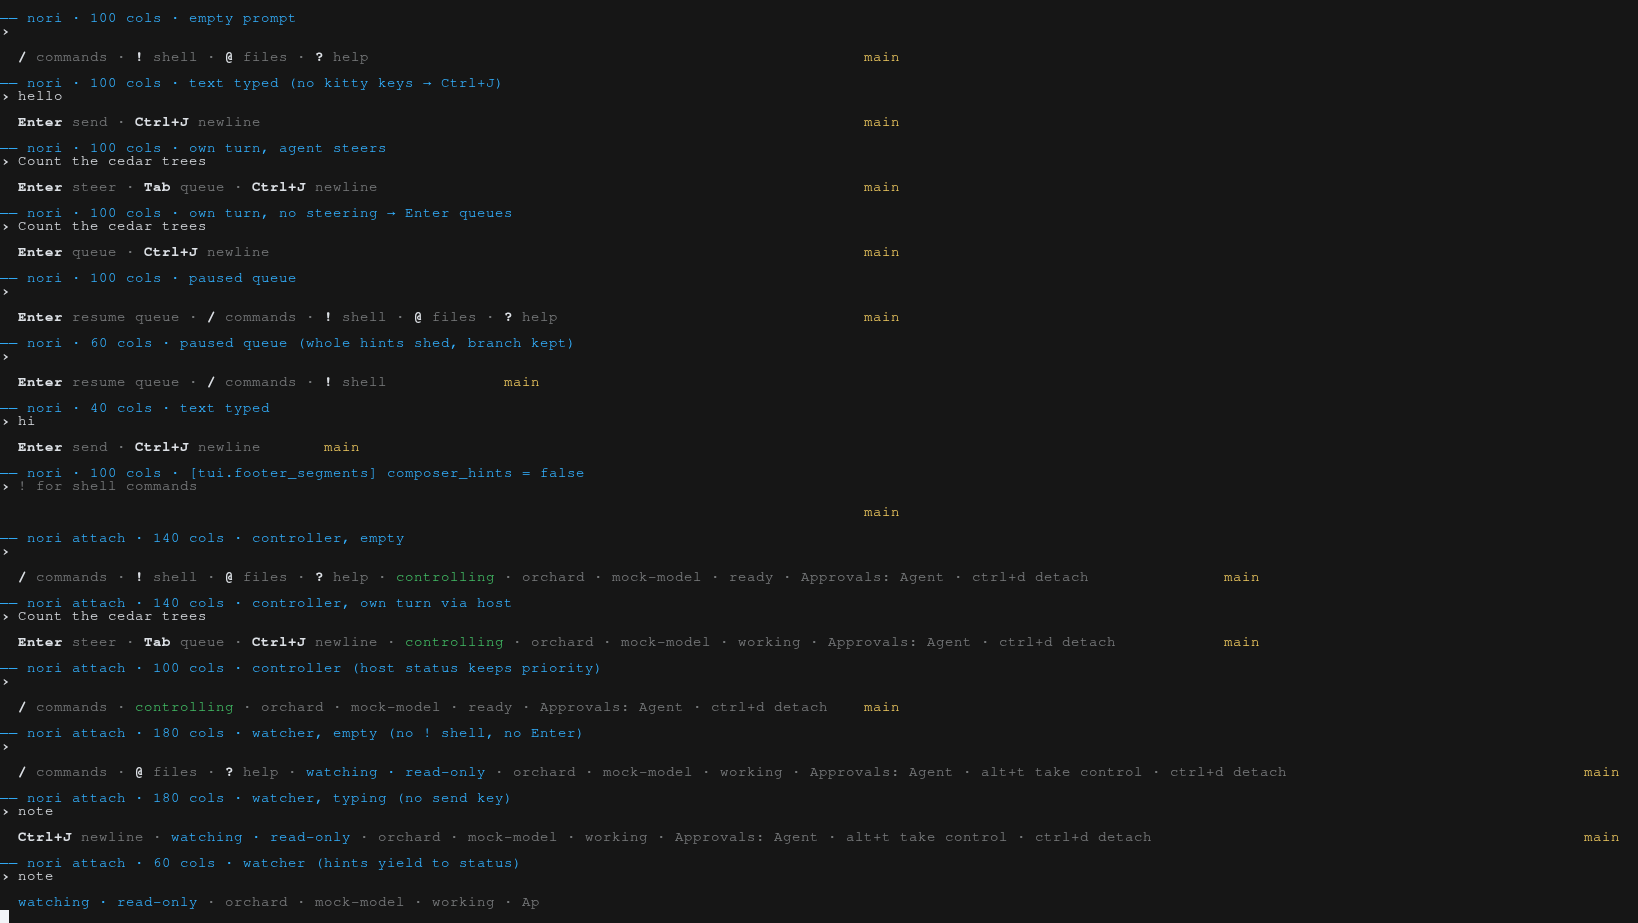 —— nori · 100 cols · empty prompt
›
/ commands · ! shell · @ files · ? help main
—— nori · 100 cols · text typed (no kitty keys → Ctrl+J)
› hello
Enter send · Ctrl+J newline main
—— nori · 100 cols · own turn, agent steers
› Count the cedar trees
Enter steer · Tab queue · Ctrl+J newline main
—— nori · 100 cols · own turn, no steering → Enter queues
› Count the cedar trees
Enter queue · Ctrl+J newline main
—— nori · 100 cols · paused queue
›
Enter resume queue · / commands · ! shell · @ files · ? help main
—— nori · 60 cols · paused queue (whole hints shed, branch kept)
›
Enter resume queue · / commands · ! shell main
—— nori · 40 cols · text typed
› hi
Enter send · Ctrl+J newline main
—— nori · 100 cols · [tui.footer_segments] composer_hints = false
› ! for shell commands
main
—— nori attach · 140 cols · controller, empty
›
/ commands · ! shell · @ files · ? help · controlling · orchard · mock-model · ready · Approvals: Agent · ctrl+d detach main
—— nori attach · 140 cols · controller, own turn via host
› Count the cedar trees
Enter steer · Tab queue · Ctrl+J newline · controlling · orchard · mock-model · working · Approvals: Agent · ctrl+d detach main
—— nori attach · 100 cols · controller (host status keeps priority)
›
/ commands · controlling · orchard · mock-model · ready · Approvals: Agent · ctrl+d detach main
—— nori attach · 180 cols · watcher, empty (no ! shell, no Enter)
›
/ commands · @ files · ? help · watching · read-only · orchard · mock-model · working · Approvals: Agent · alt+t take control · ctrl+d detach main
—— nori attach · 180 cols · watcher, typing (no send key)
› note
Ctrl+J newline · watching · read-only · orchard · mock-model · working · Approvals: Agent · alt+t take control · ctrl+d detach main
—— nori attach · 60 cols · watcher (hints yield to status)
› note
watching · read-only · orchard · mock-model · working · Ap